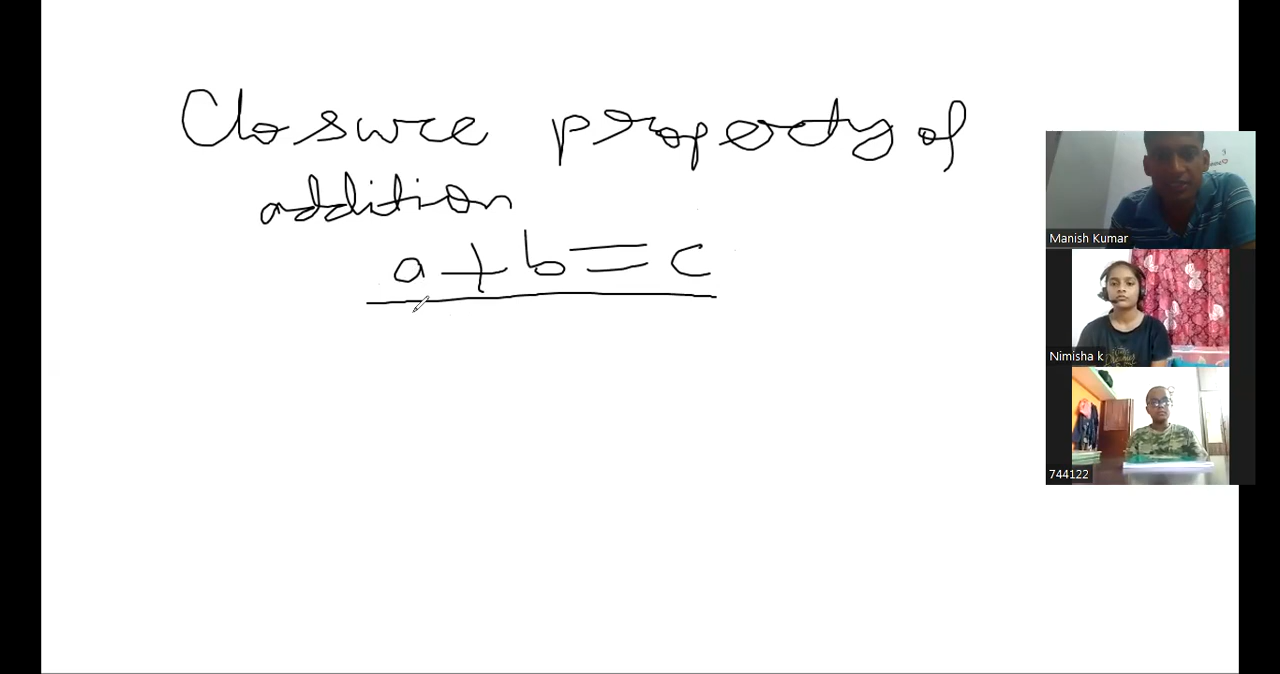 Closure property of
addition
a + b = c
Manish Kumar
Nimisha k
744122